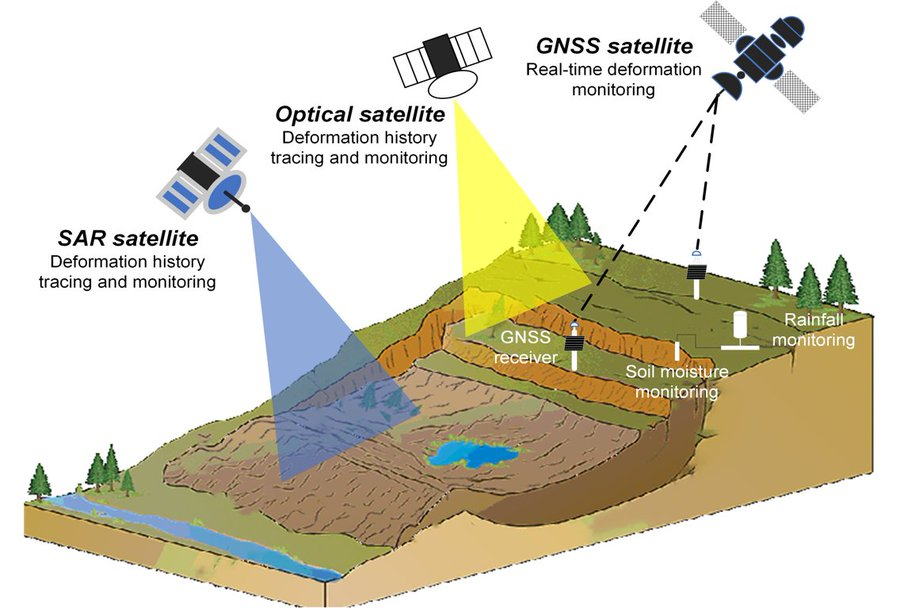 GNSS satellite
Real-time deformation
monitoring
Optical satellite
Deformation history
tracing and monitoring
SAR satellite
Deformation history
tracing and monitoring
GNSS
receiver
Rainfall
monitoring
Soil moisture
monitoring